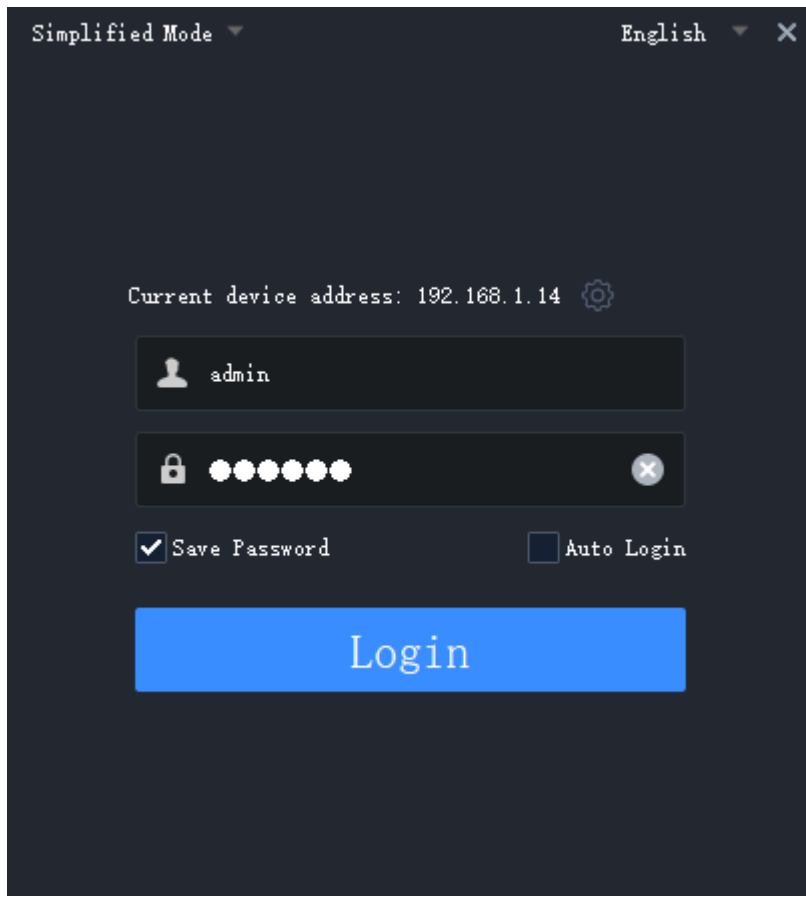 Simplified Mode English
Current device address: 192.168.1.14
admin
●●●●●●
Save Password Auto Login
Login